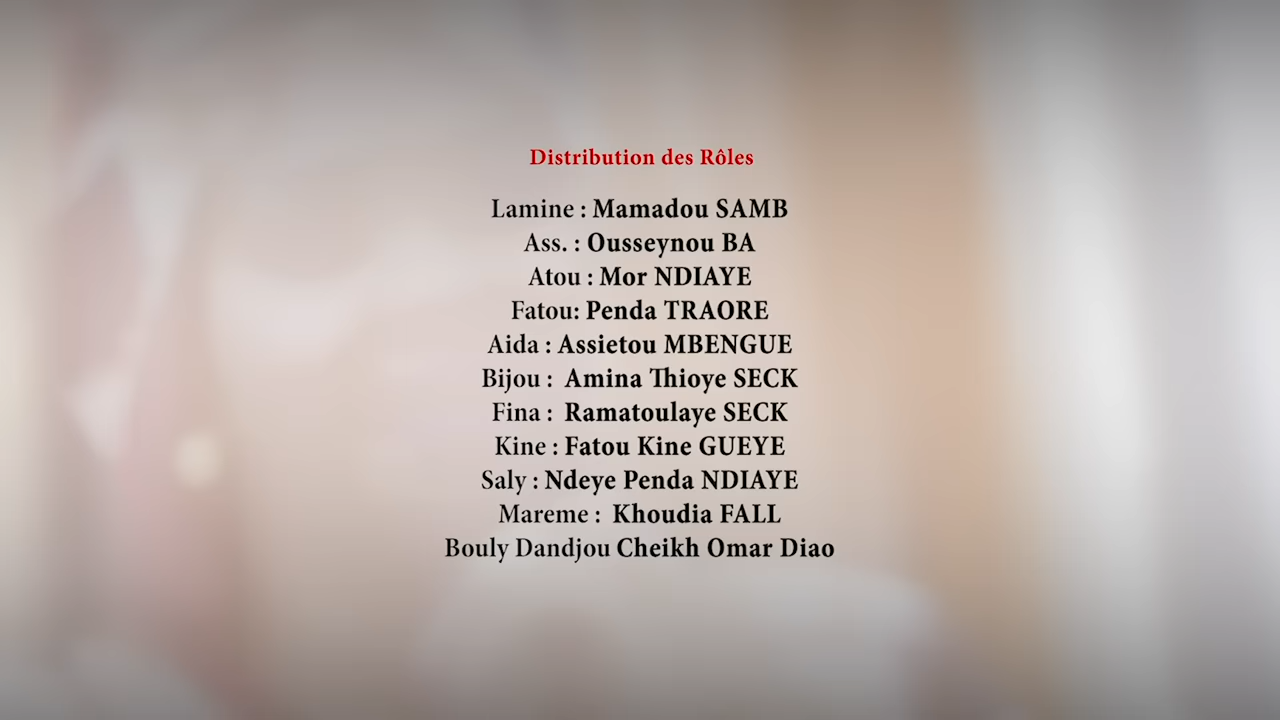 Distribution des Rôles
Lamine : Mamadou SAMB
Ass. : Ousseynou BA
Atou : Mor NDIAYE
Fatou: Penda TRAORE
Aida : Assietou MBENGUE
Bijou : Amina Thioye SECK
Fina : Ramatoulaye SECK
Kine : Fatou Kine GUEYE
Saly : Ndeye Penda NDIAYE
Mareme : Khoudia FALL
Bouly Dandjou Cheikh Omar Diao